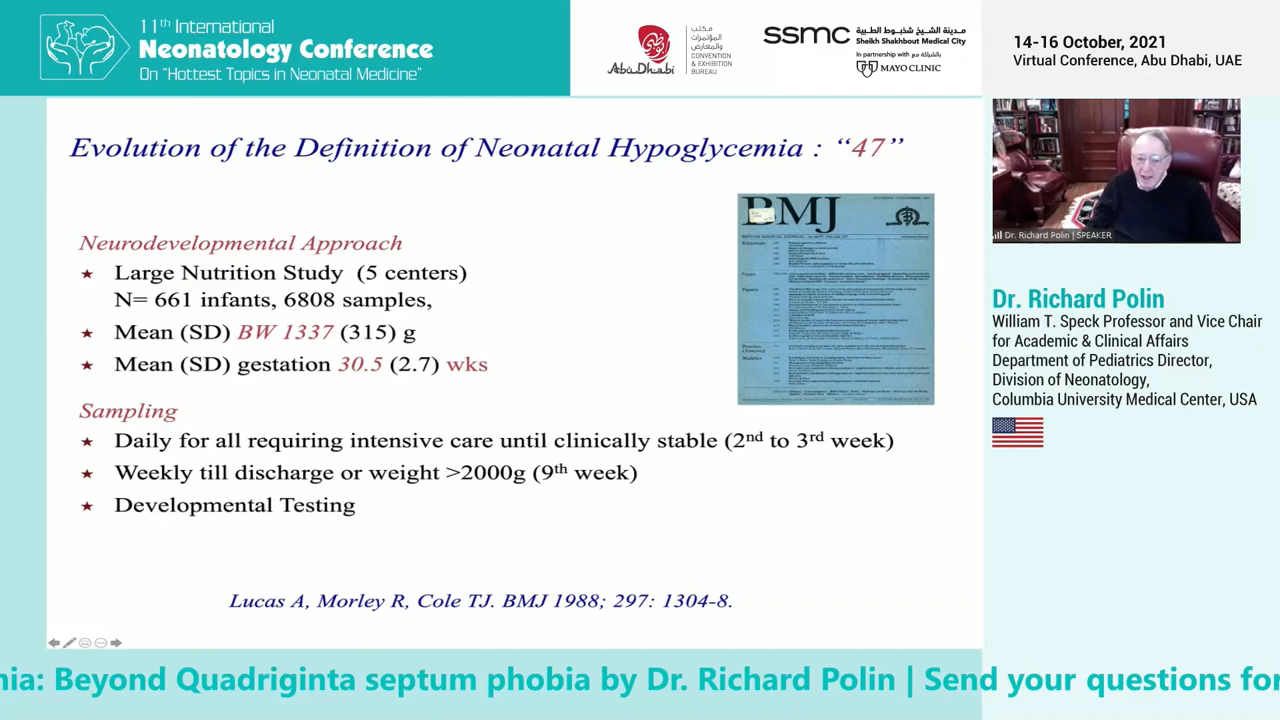 11th International
Neonatology Conference
On “Hottest Topics in Neonatal Medicine”
Abu Dhabi
مكتب
المؤتمرات
والمعارض
CONVENTION
& EXHIBITION
BUREAU
ssmc
مدينة الشيخ شخبوط الطبية
Sheikh Shakhbout Medical City
بالشراكة مع
In partnership with
MAYO CLINIC
14-16 October, 2021
Virtual Conference, Abu Dhabi, UAE
Evolution of the Definition of Neonatal Hypoglycemia : “47”
Neurodevelopmental Approach
★ Large Nutrition Study (5 centers)
N= 661 infants, 6808 samples,
★ Mean (SD) BW 1337 (315) g
★ Mean (SD) gestation 30.5 (2.7) wks
BMJ
Sampling
★ Daily for all requiring intensive care until clinically stable (2nd to 3rd week)
★ Weekly till discharge or weight >2000g (9th week)
★ Developmental Testing
Lucas A, Morley R, Cole TJ. BMJ 1988; 297: 1304-8.
Dr. Richard Polin | SPEAKER
Dr. Richard Polin
William T. Speck Professor and Vice Chair
for Academic & Clinical Affairs
Department of Pediatrics Director,
Division of Neonatology,
Columbia University Medical Center, USA
nia: Beyond Quadriginta septum phobia by Dr. Richard Polin | Send your questions for